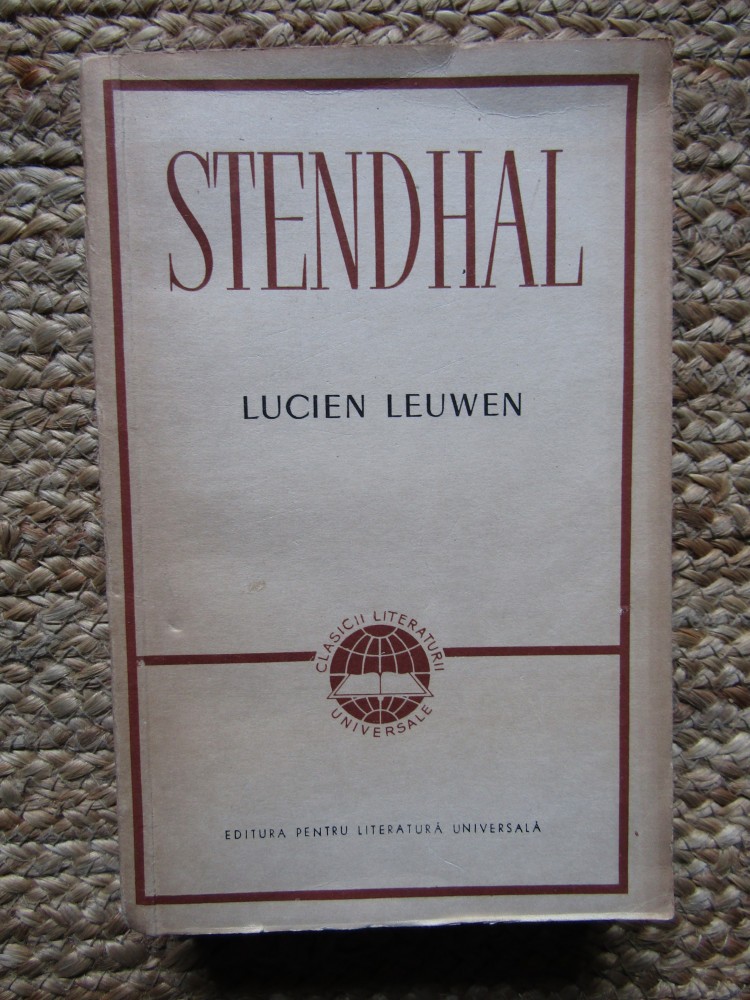 STENDHAL
LUCIEN LEUWEN
CLASICII LITERATURII
UNIVERSALE
EDITURA PENTRU LITERATURĂ UNIVERSALĂ